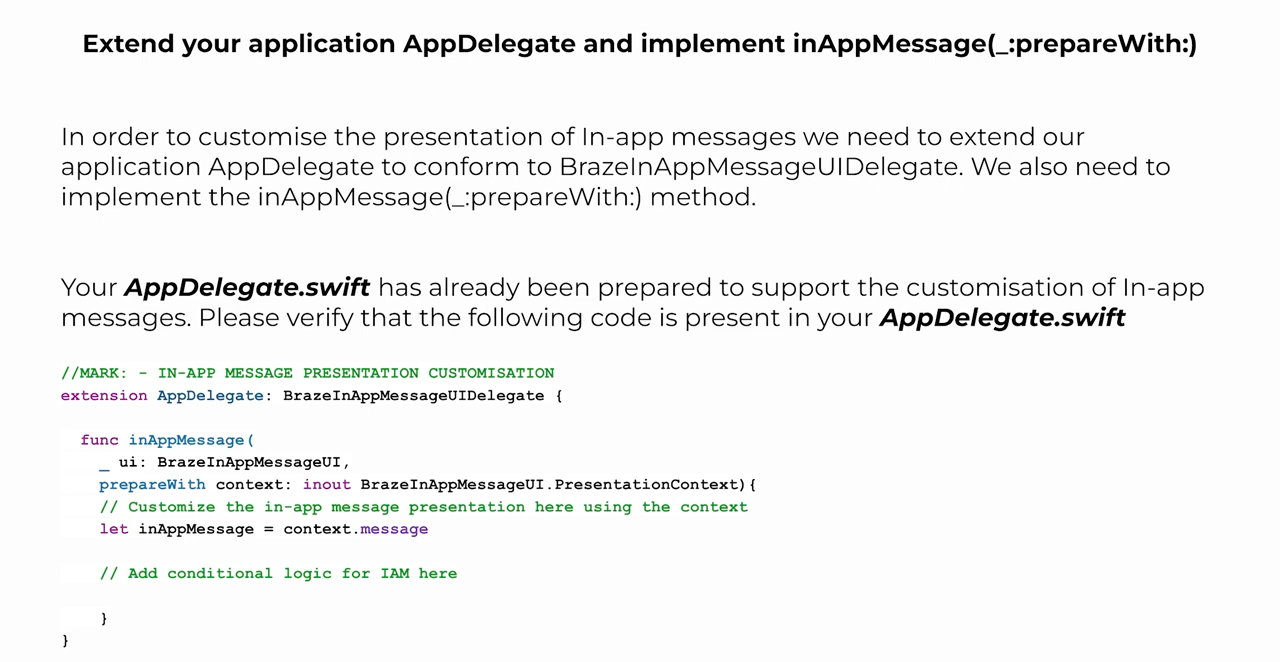 Extend your application AppDelegate and implement inAppMessage(_:prepareWith:)
In order to customise the presentation of In-app messages we need to extend our
application AppDelegate to conform to BrazeInAppMessageUIDelegate. We also need to
implement the inAppMessage(_:prepareWith:) method.
Your AppDelegate.swift has already been prepared to support the customisation of In-app
messages. Please verify that the following code is present in your AppDelegate.swift
//MARK: - IN-APP MESSAGE PRESENTATION CUSTOMISATION
extension AppDelegate: BrazeInAppMessageUIDelegate {
func inAppMessage(
_ ui: BrazeInAppMessageUI,
prepareWith context: inout BrazeInAppMessageUI.PresentationContext){
// Customize the in-app message presentation here using the context
let inAppMessage = context.message
// Add conditional logic for IAM here
}
}